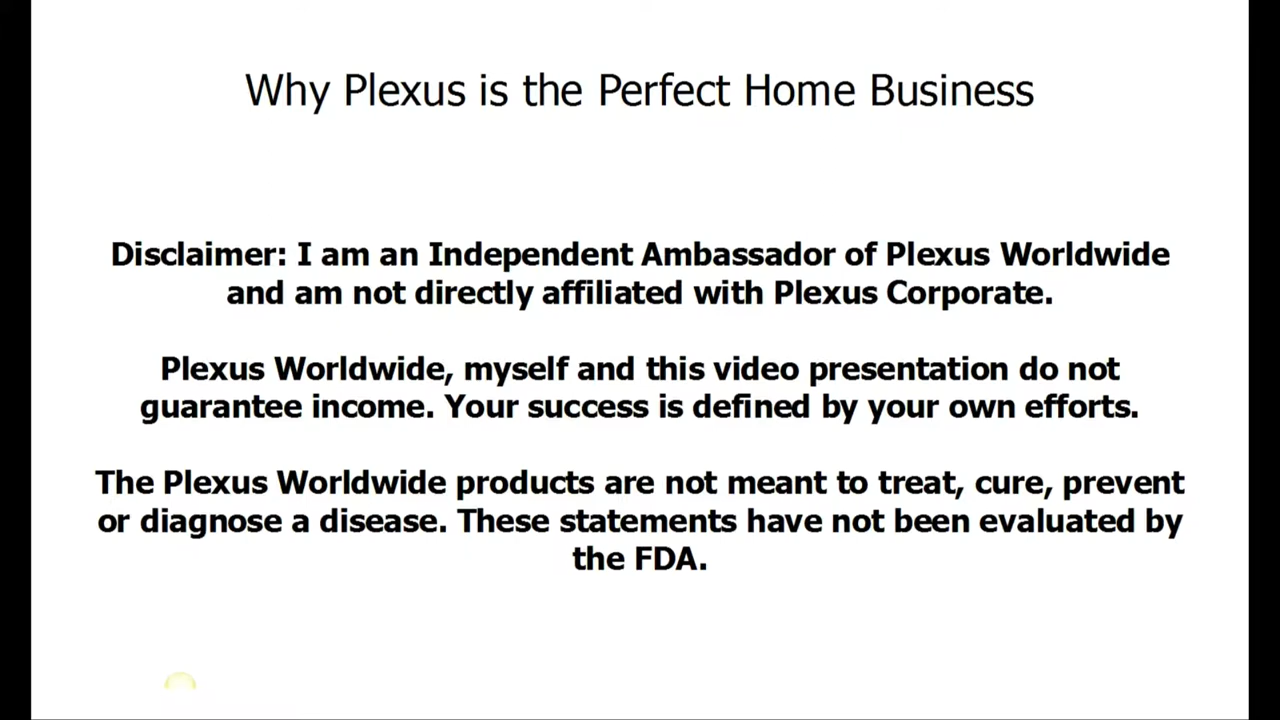 Why Plexus is the Perfect Home Business
Disclaimer: I am an Independent Ambassador of Plexus Worldwide
and am not directly affiliated with Plexus Corporate.
Plexus Worldwide, myself and this video presentation do not
guarantee income. Your success is defined by your own efforts.
The Plexus Worldwide products are not meant to treat, cure, prevent
or diagnose a disease. These statements have not been evaluated by
the FDA.